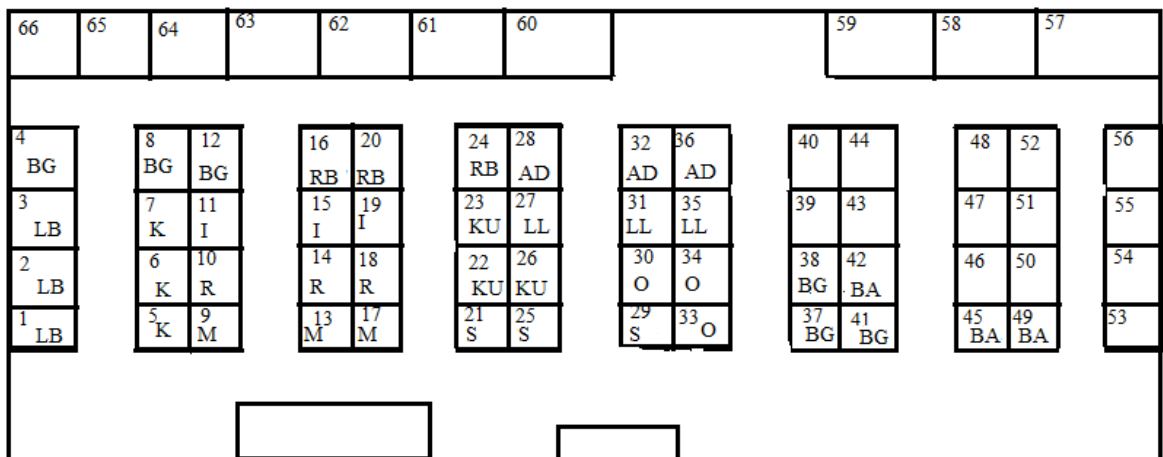 66 65 64 63 62 61 60 59 58 57
4 8 12 16 20 24 28 32 36 40 44 48 52 56
BG BG BG RB RB RB AD AD AD
3 7 11 15 19 23 27 31 35 39 43 47 51 55
LB K I I I KU LL LL LL
2 6 10 14 18 22 26 30 34 38 42 46 50 54
LB K R R R KU KU O O BG BA
1 5 9 13 17 21 25 29 33 37 41 45 49 53
LB K M M M S S S O BG BG BA BA